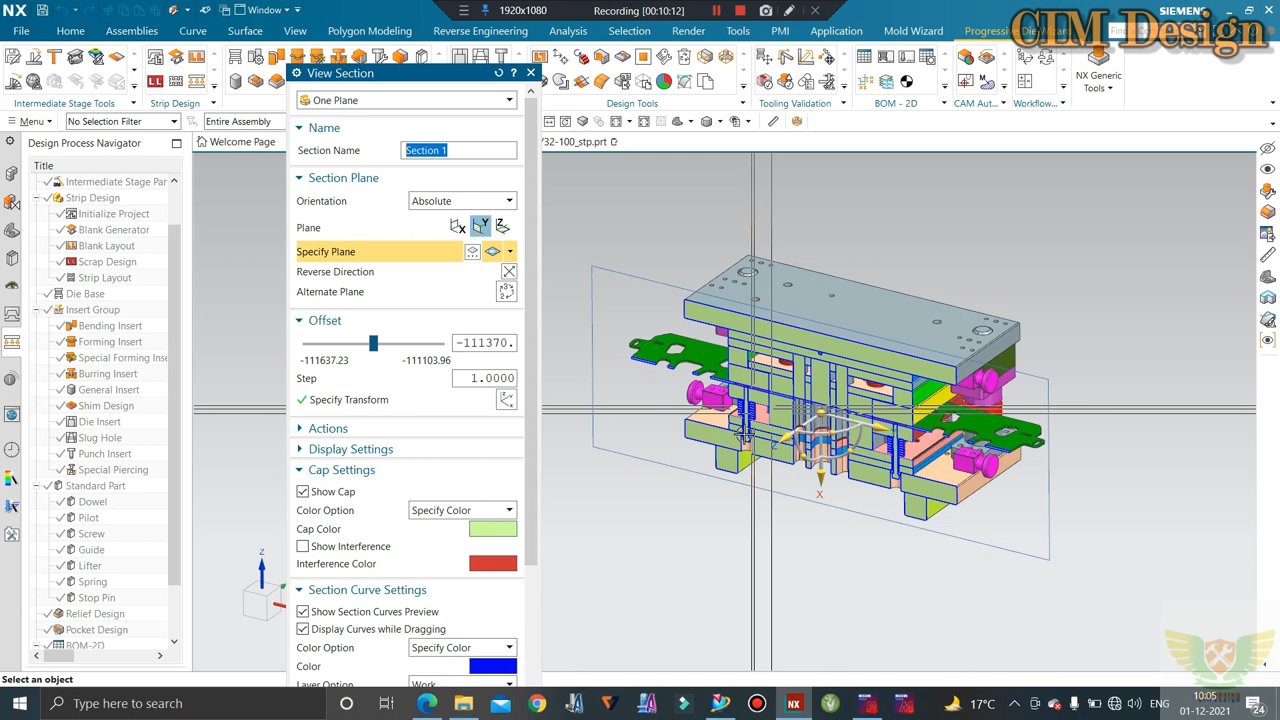 NX
Window
1920x1080
Recording [00:10:12]
SIEMENS
CIM Design
File
Home
Assemblies
Curve
Surface
View
Polygon Modeling
Reverse Engineering
Analysis
Selection
Render
Tools
PMI
Application
Mold Wizard
Progressive Die Wizard
Intermediate Stage Tools
Strip Design
Design Tools
Tooling Validation
BOM - 2D
CAM Aut...
Workflow...
NX Generic
Tools
Menu
No Selection Filter
Entire Assembly
Design Process Navigator
Welcome Page
/32-100_stp.prt
Title
Intermediate Stage Par
Strip Design
Initialize Project
Blank Generator
Blank Layout
Scrap Design
Strip Layout
Die Base
Insert Group
Bending Insert
Forming Insert
Special Forming Inse
Burring Insert
General Insert
Shim Design
Die Insert
Slug Hole
Punch Insert
Special Piercing
Standard Part
Dowel
Pilot
Screw
Guide
Lifter
Spring
Stop Pin
Relief Design
Pocket Design
BOM-2D
View Section
One Plane
Name
Section Name
Section 1
Section Plane
Orientation
Absolute
Plane
X
Y
Z
Specify Plane
Reverse Direction
Alternate Plane
Offset
-111370.
-111637.23
-111103.96
Step
1.0000
Specify Transform
Actions
Display Settings
Cap Settings
Show Cap
Color Option
Specify Color
Cap Color
Show Interference
Interference Color
Section Curve Settings
Show Section Curves Preview
Display Curves while Dragging
Color Option
Specify Color
Color
Layer Option
Work
X
Z
Select an object
Type here to search
17°C
ENG
10:05
01-12-2021
24